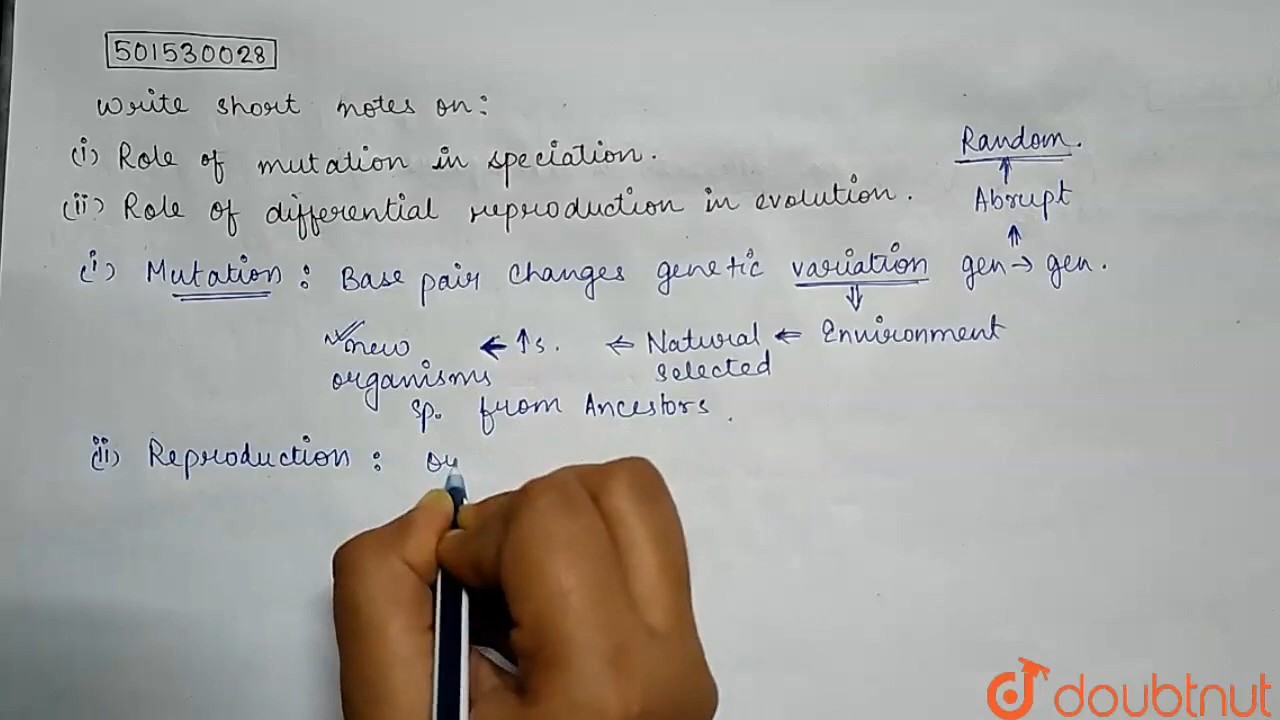 501530028
Write short notes on:
(i) Role of mutation in speciation.
(ii) Role of differential reproduction in evolution.
Random.
Abrupt
(i) Mutation: Base pair changes genetic variation gen → gen.
new ← ↑s. ⇐ Natural ⇐ Environment
organisms selected
sp. from Ancestors.
(ii) Reproduction:
doubtnut